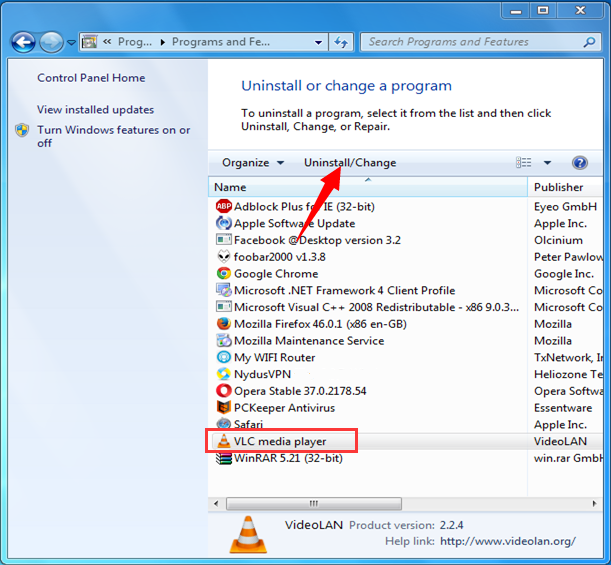 « Prog... ▸ Programs and Fe...
Search Programs and Features
Control Panel Home
View installed updates
Turn Windows features on or
off
Uninstall or change a program
To uninstall a program, select it from the list and then click
Uninstall, Change, or Repair.
Organize Uninstall/Change
Name Publisher
ABP Adblock Plus for IE (32-bit) Eyeo GmbH
Apple Software Update Apple Inc.
Facebook @Desktop version 3.2 Olcinium
foobar2000 v1.3.8 Peter Pawlow
Google Chrome Google Inc.
Microsoft .NET Framework 4 Client Profile Microsoft Cor
Microsoft Visual C++ 2008 Redistributable - x86 9.0.3... Microsoft Cor
Mozilla Firefox 46.0.1 (x86 en-GB) Mozilla
Mozilla Maintenance Service Mozilla
My WIFI Router TxNetwork, In
NydusVPN Heliozone Te
Opera Stable 37.0.2178.54 Opera Softwa
PCKeeper Antivirus Essentware
Safari Apple Inc.
VLC media player VideoLAN
WinRAR 5.21 (32-bit) win.rar GmbH
VideoLAN Product version: 2.2.4
Help link: http://www.videolan.org/